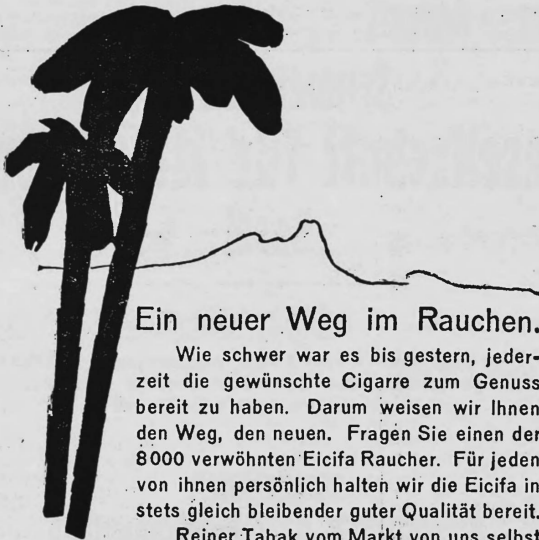 Ein neuer Weg im Rauchen.
Wie schwer war es bis gestern, jeder-
zeit die gewünschte Cigarre zum Genuss
bereit zu haben. Darum weisen wir Ihnen
den Weg, den neuen. Fragen Sie einen der
8000 verwöhnten Eicifa Raucher. Für jeden
von ihnen persönlich halten wir die Eicifa in
stets gleich bleibender guter Qualität bereit.
Reiner Tabak vom Markt von uns selbst